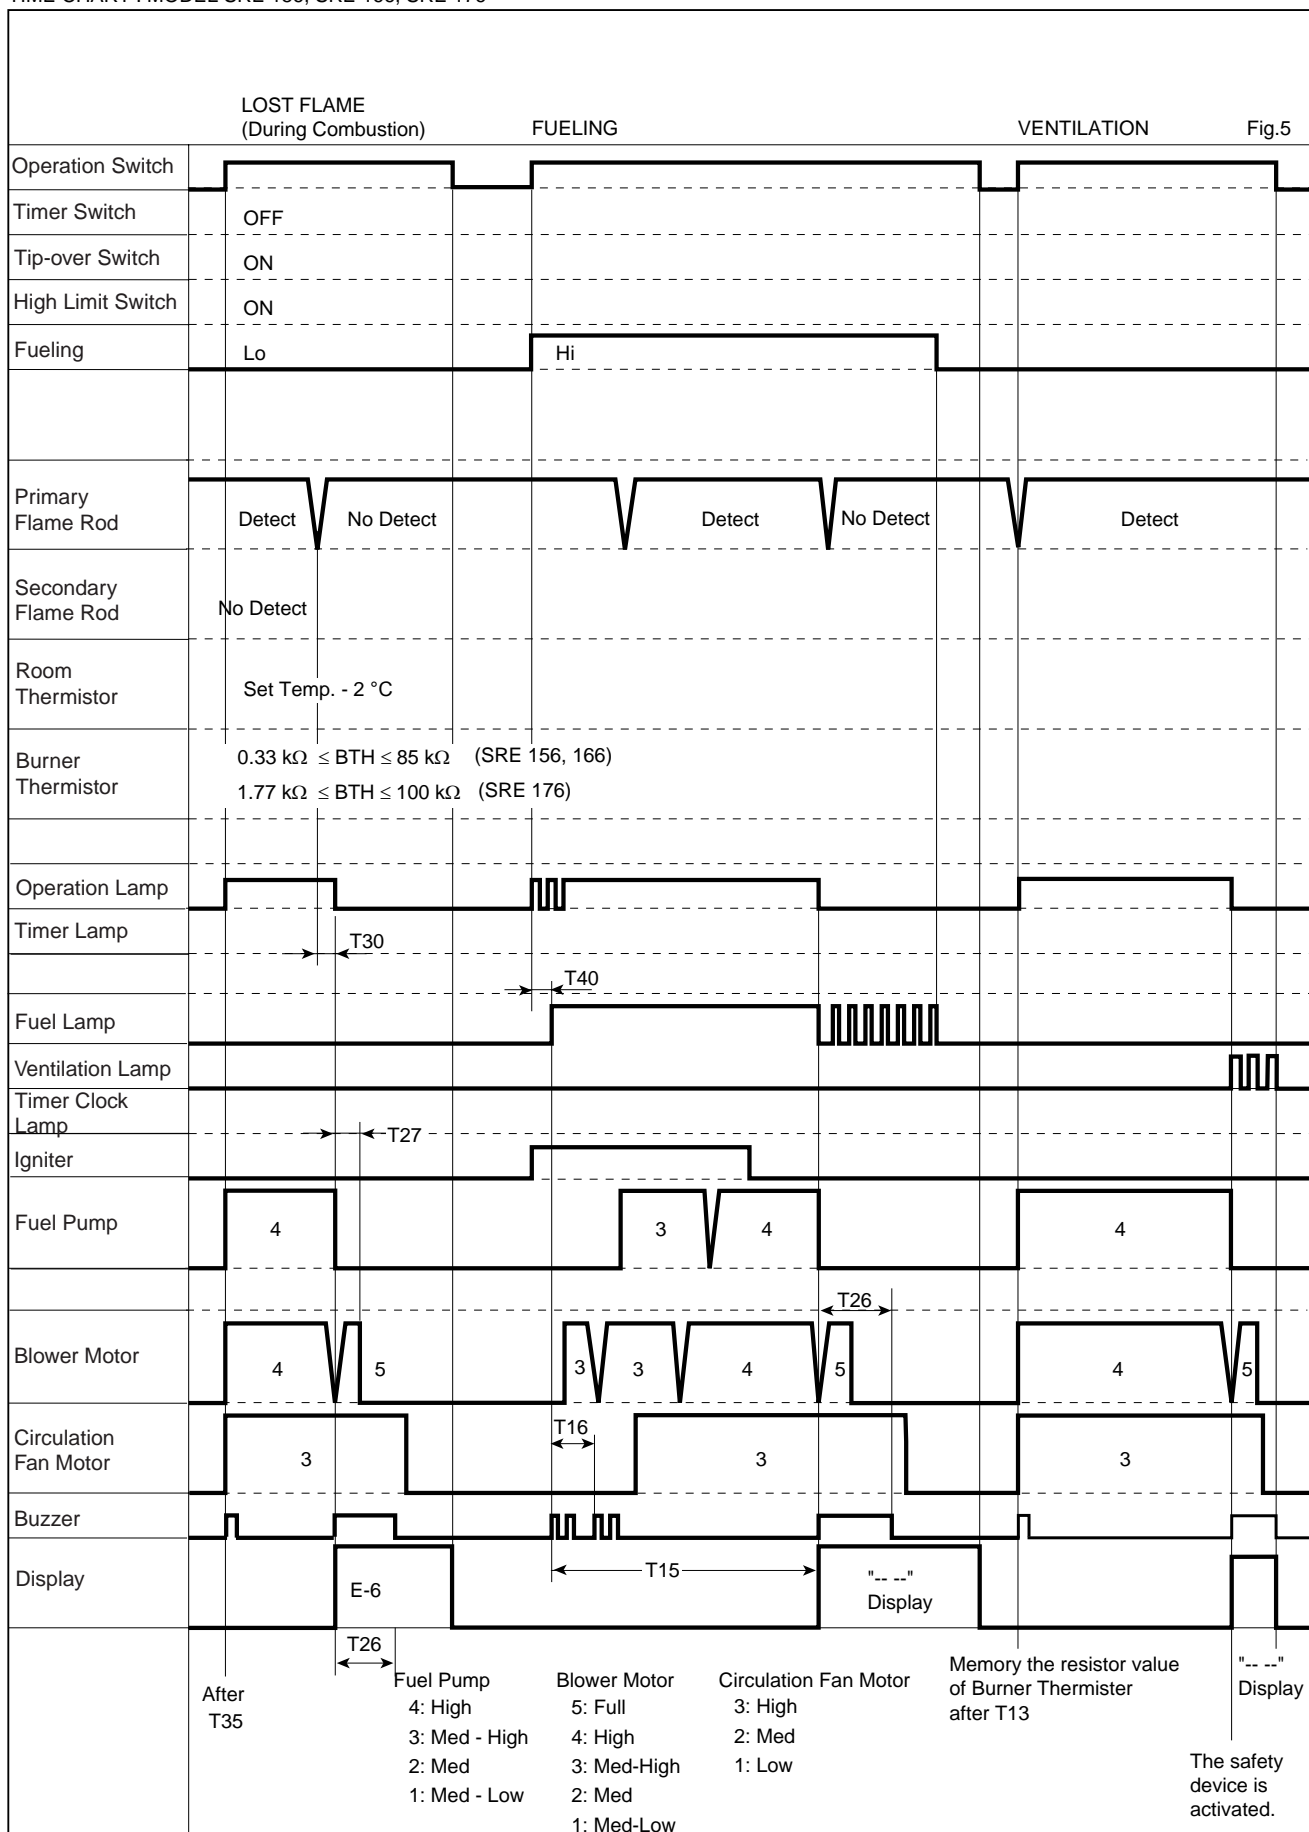 LOST FLAME
(During Combustion)
FUELING
VENTILATION
Fig.5
Operation Switch
Timer Switch
OFF
Tip-over Switch
ON
High Limit Switch
ON
Fueling
Lo
Hi
Primary
Flame Rod
Detect
No Detect
Detect
No Detect
Detect
Secondary
Flame Rod
No Detect
Room
Thermistor
Set Temp. - 2 °C
Burner
Thermistor
0.33 kΩ ≤ BTH ≤ 85 kΩ (SRE 156, 166)
1.77 kΩ ≤ BTH ≤ 100 kΩ (SRE 176)
Operation Lamp
Timer Lamp
T30
T40
Fuel Lamp
Ventilation Lamp
Timer Clock
Lamp
T27
Igniter
Fuel Pump
4
3
4
4
T26
Blower Motor
4
5
3
3
4
5
4
5
Circulation
Fan Motor
3
T16
3
3
Buzzer
Display
E-6
T15
"-- --"
Display
T26
After
T35
Fuel Pump
4: High
3: Med - High
2: Med
1: Med - Low
Blower Motor
5: Full
4: High
3: Med-High
2: Med
1: Med-Low
Circulation Fan Motor
3: High
2: Med
1: Low
Memory the resistor value
of Burner Thermister
after T13
"-- --"
Display
The safety
device is
activated.